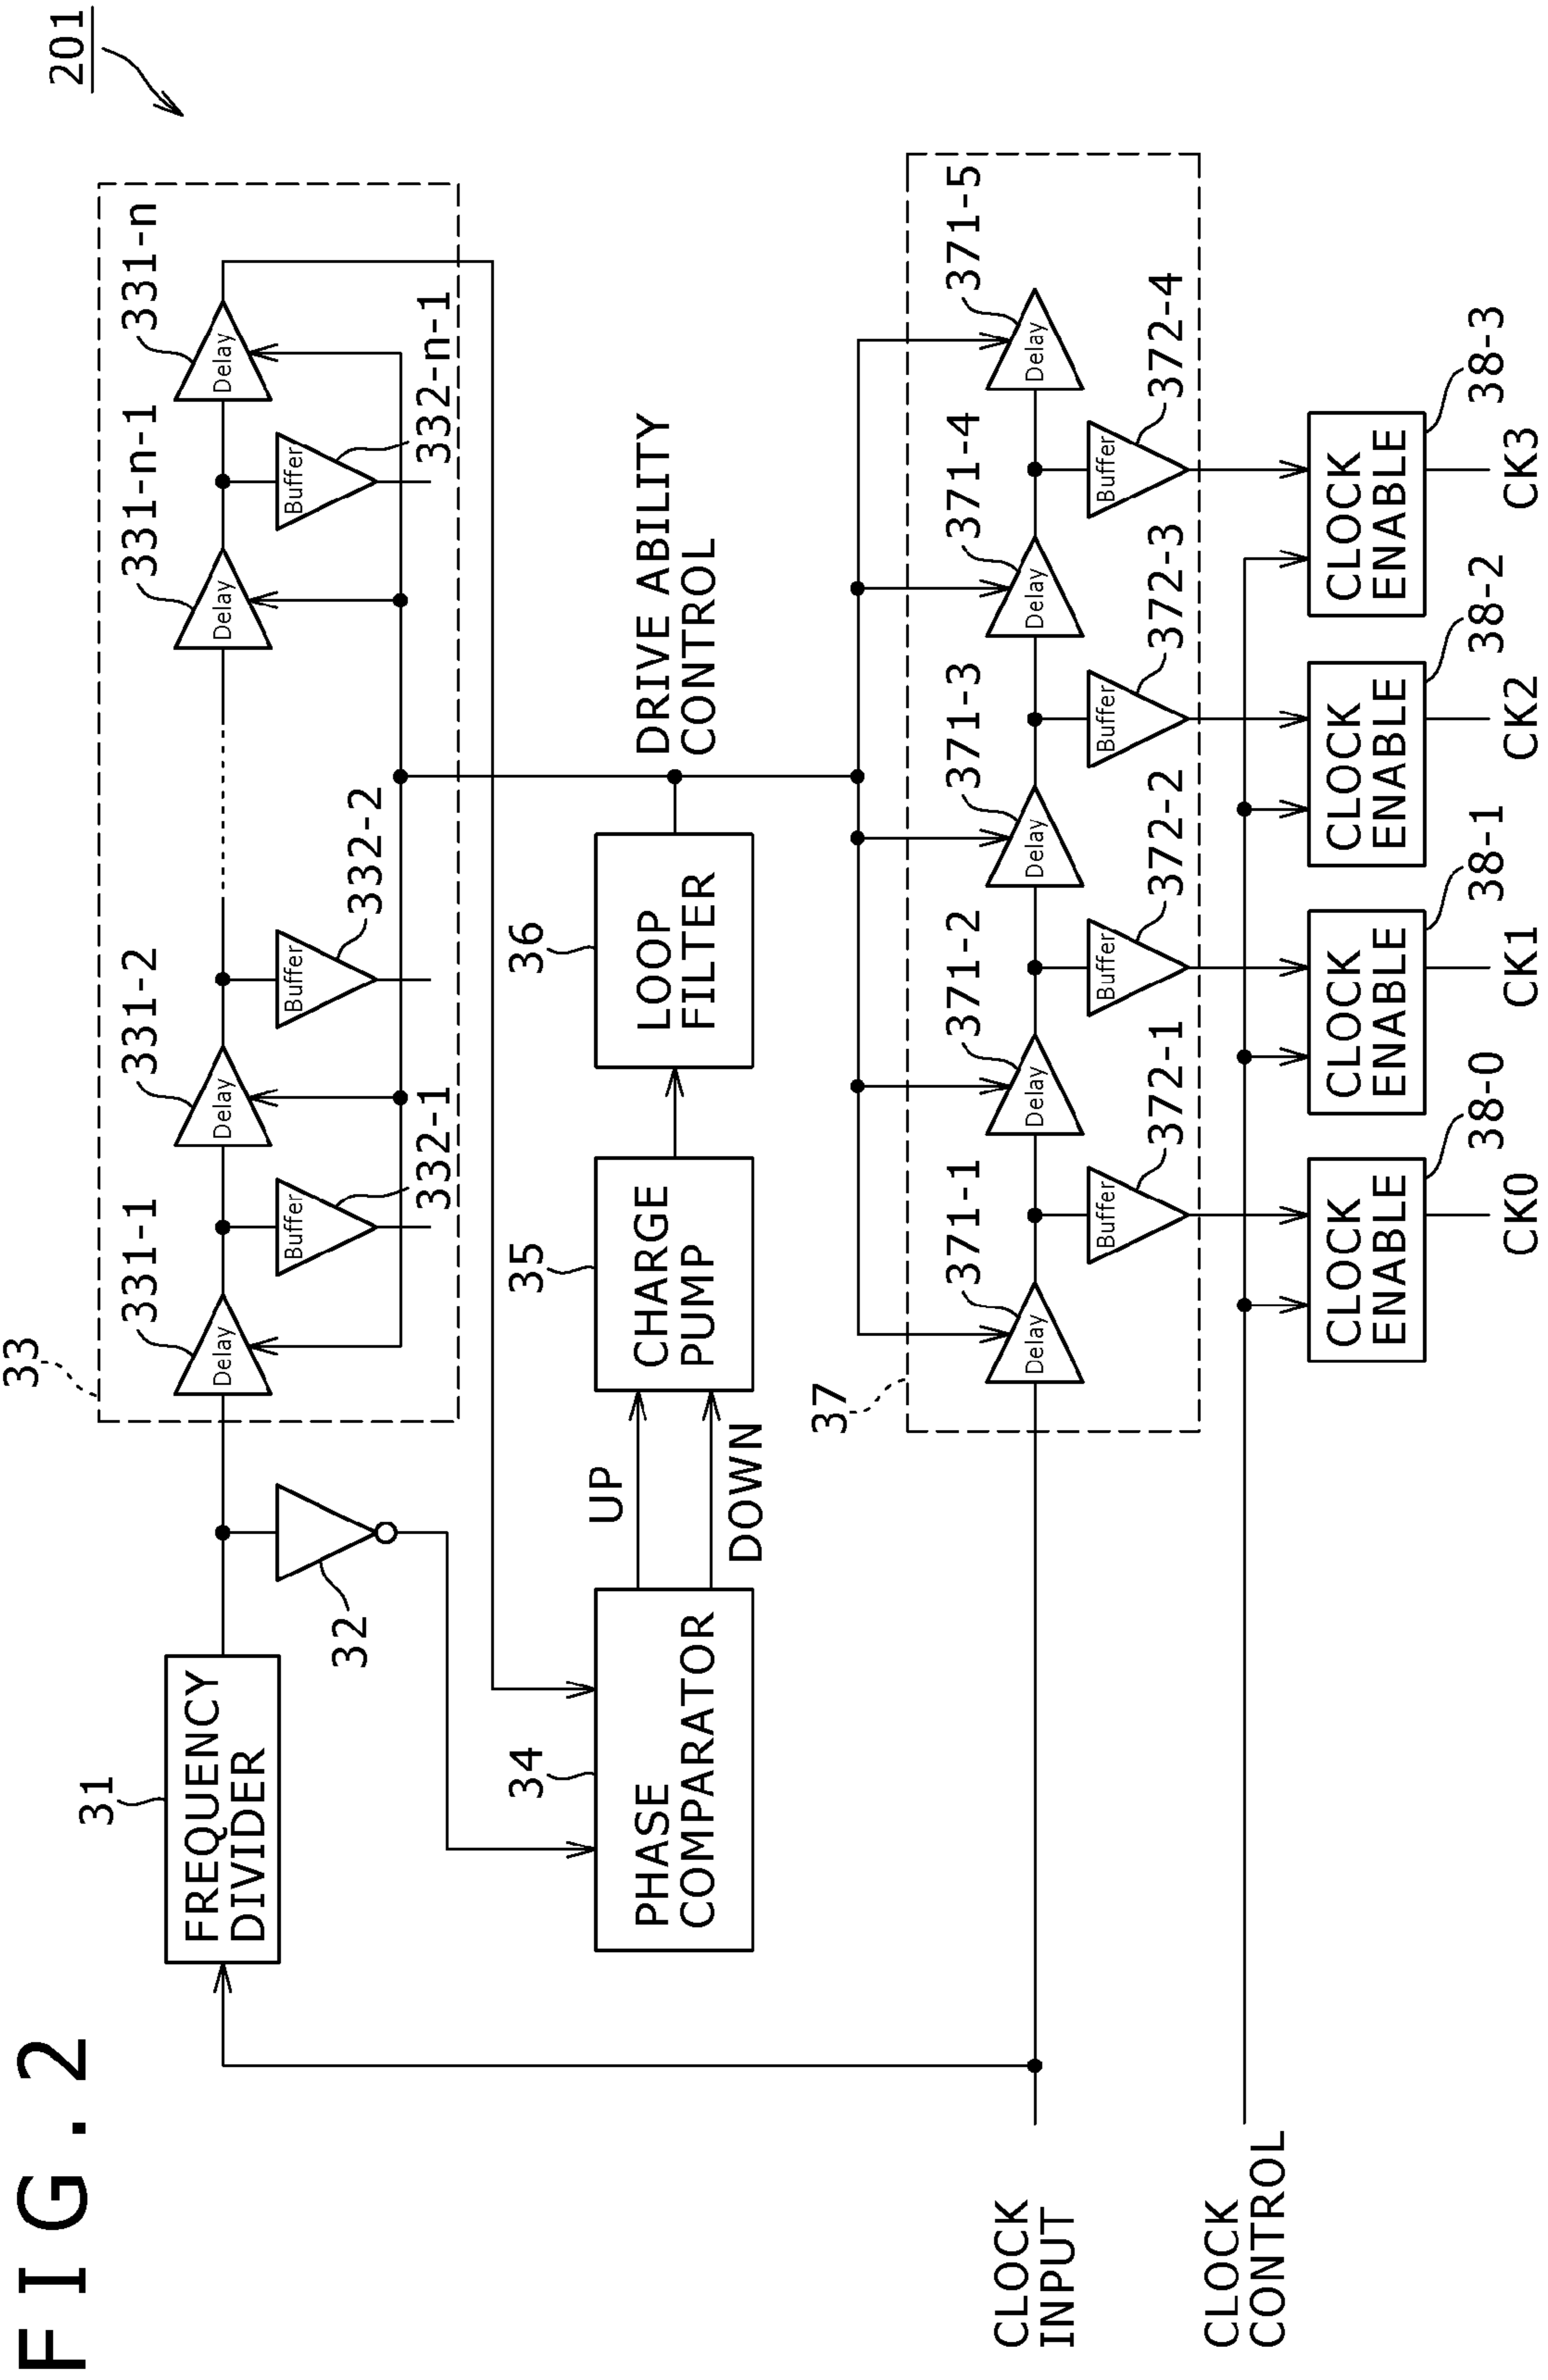 FIG. 2
201
31
FREQUENCY
DIVIDER
32
33
331-1
331-2
331-n-1
331-n
Delay
Delay
Delay
Delay
Buffer
Buffer
Buffer
332-1
332-2
332-n-1
34
PHASE
COMPARATOR
UP
DOWN
35
CHARGE
PUMP
36
LOOP
FILTER
DRIVE ABILITY
CONTROL
37
371-1
371-2
371-3
371-4
371-5
Delay
Delay
Delay
Delay
Delay
Buffer
Buffer
Buffer
Buffer
372-1
372-2
372-3
372-4
CLOCK
INPUT
CLOCK
CONTROL
CLOCK
ENABLE
CLOCK
ENABLE
CLOCK
ENABLE
CLOCK
ENABLE
38-0
38-1
38-2
38-3
CK0
CK1
CK2
CK3